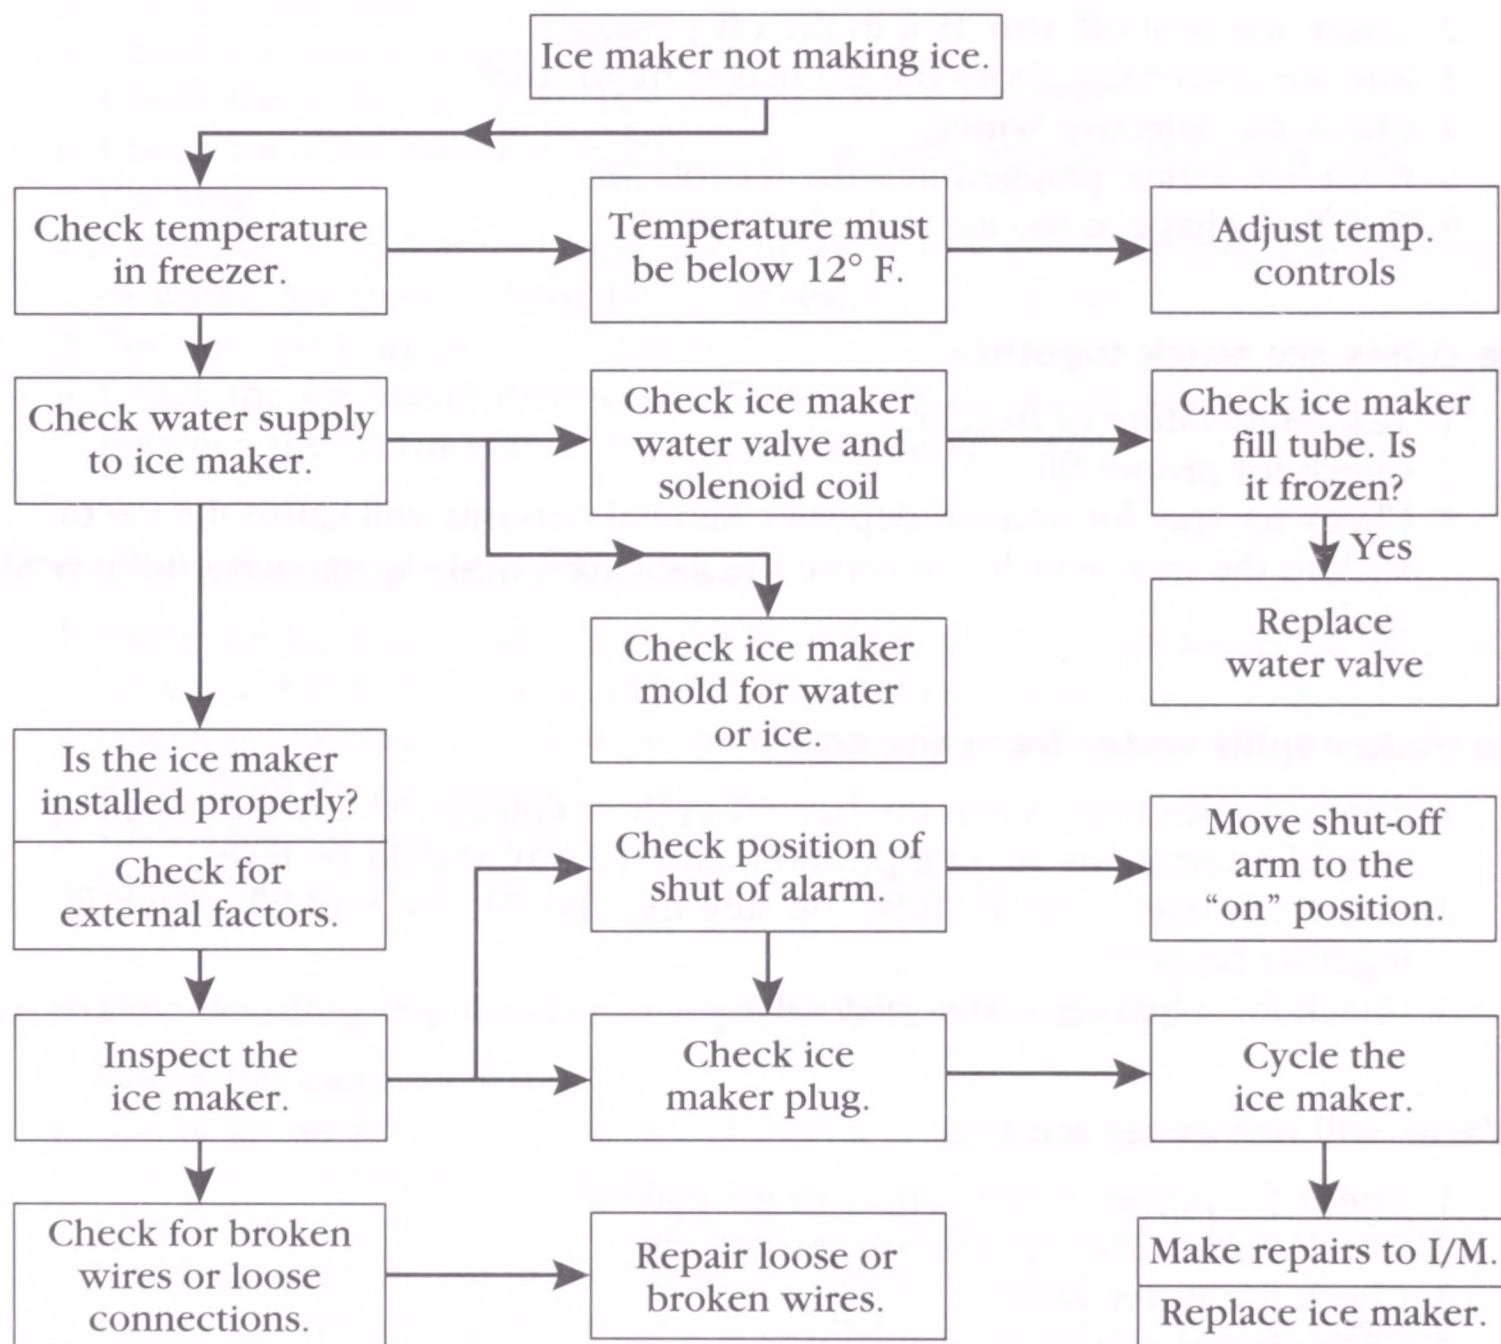 Ice maker not making ice.
Check temperature
in freezer.
Temperature must
be below 12° F.
Adjust temp.
controls
Check water supply
to ice maker.
Check ice maker
water valve and
solenoid coil
Check ice maker
fill tube. Is
it frozen?
Yes
Replace
water valve
Check ice maker
mold for water
or ice.
Is the ice maker
installed properly?
Check for
external factors.
Check position of
shut of alarm.
Move shut-off
arm to the
“on” position.
Inspect the
ice maker.
Check ice
maker plug.
Cycle the
ice maker.
Check for broken
wires or loose
connections.
Repair loose or
broken wires.
Make repairs to I/M.
Replace ice maker.